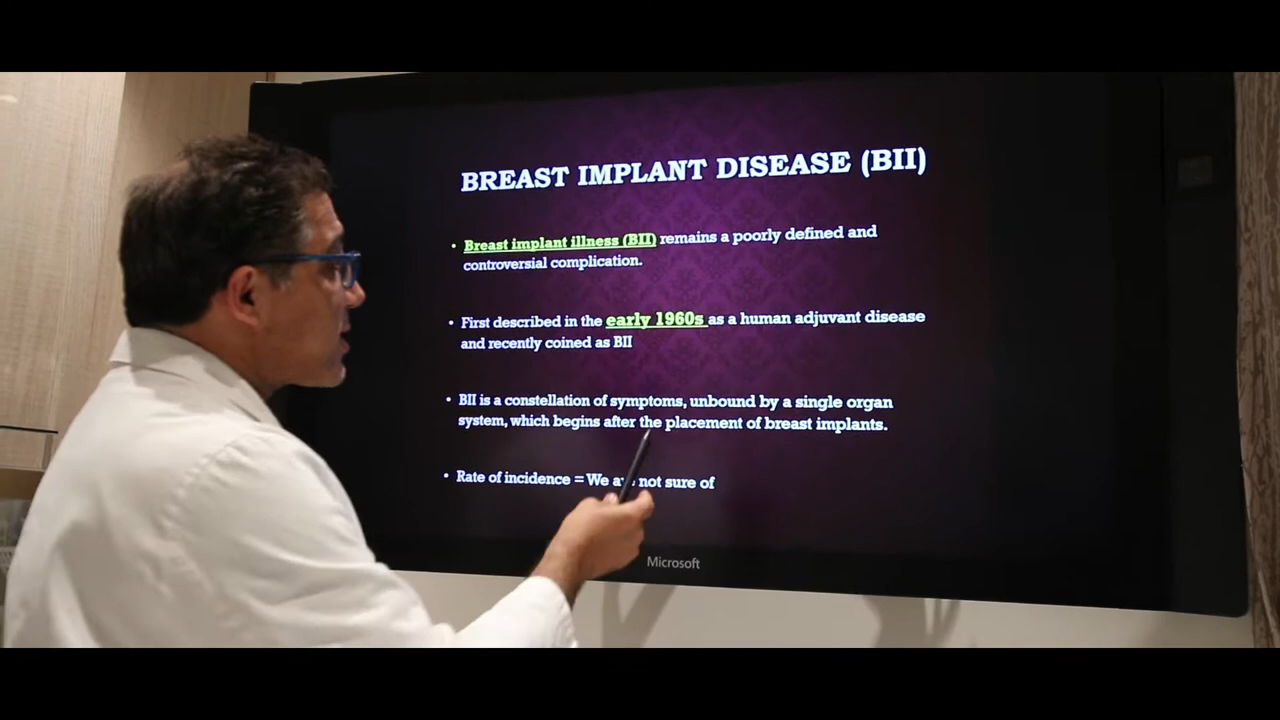 BREAST IMPLANT DISEASE (BII)
• Breast implant illness (BII) remains a poorly defined and
controversial complication.
• First described in the early 1960s as a human adjuvant disease
and recently coined as BII
• BII is a constellation of symptoms, unbound by a single organ
system, which begins after the placement of breast implants.
• Rate of incidence = We are not sure of
Microsoft